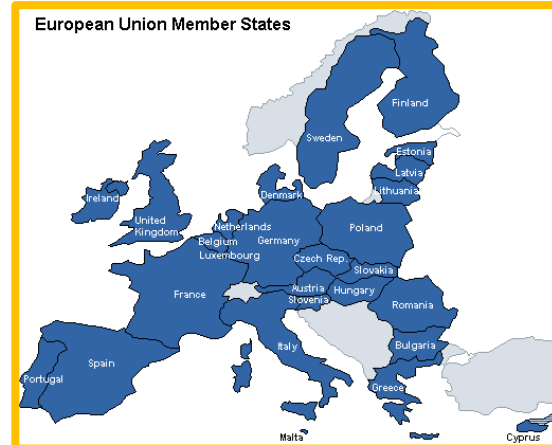 European Union Member States
Finland
Sweden
Estonia
Latvia
Lithuania
Denmark
Ireland
United
Kingdom
Netherlands
Belgium
Germany
Poland
Luxembourg
Czech Rep.
Slovakia
Austria
Hungary
Slovenia
France
Romania
Italy
Bulgaria
Spain
Portugal
Greece
Malta
Cyprus